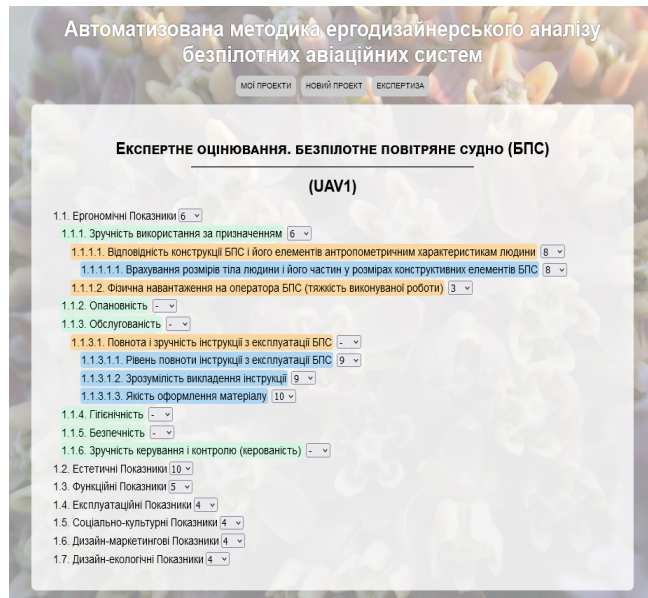 Автоматизована методика ергодизайнерського аналізу
безпілотних авіаційних систем
МОЇ ПРОЕКТИ НОВИЙ ПРОЕКТ ЕКСПЕРТИЗА
Експертне оцінювання. безпілотне повітряне судно (БПС)
(UAV1)
1.1. Ергономічні Показники 6
1.1.1. Зручність використання за призначенням 6
1.1.1.1. Відповідність конструкції БПС і його елементів антропометричним характеристикам людини 8
1.1.1.1.1. Врахування розмірів тіла людини і його частин у розмірах конструктивних елементів БПС 8
1.1.1.2. Фізична навантаження на оператора БПС (тяжкість виконуваної роботи) 3
1.1.2. Опановність -
1.1.3. Обслугованість -
1.1.3.1. Повнота і зручність інструкції з експлуатації БПС -
1.1.3.1.1. Рівень повноти інструкції з експлуатації БПС 9
1.1.3.1.2. Зрозумілість викладення інструкції 9
1.1.3.1.3. Якість оформлення матеріалу 10
1.1.4. Гігієнічність -
1.1.5. Безпечність -
1.1.6. Зручність керування і контролю (керованість) -
1.2. Естетичні Показники 10
1.3. Функційні Показники 5
1.4. Експлуатаційні Показники 4
1.5. Соціально-культурні Показники 4
1.6. Дизайн-маркетингові Показники 4
1.7. Дизайн-екологічні Показники 4